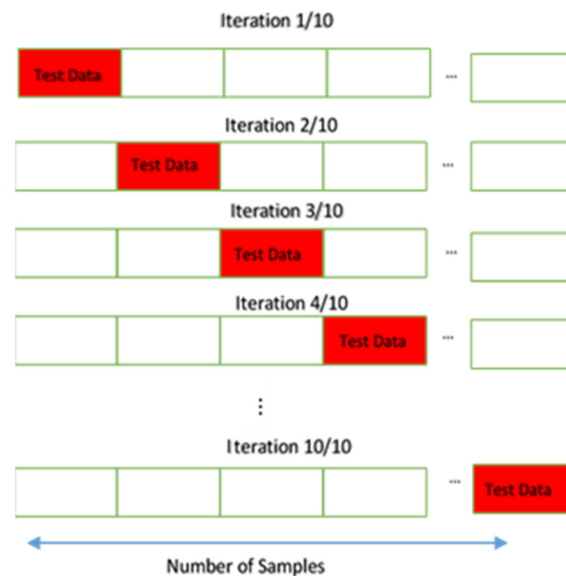 Iteration 1/10
Test Data
...
Iteration 2/10
Test Data
...
Iteration 3/10
Test Data
...
Iteration 4/10
Test Data
...
⋮
Iteration 10/10
...
Test Data
Number of Samples